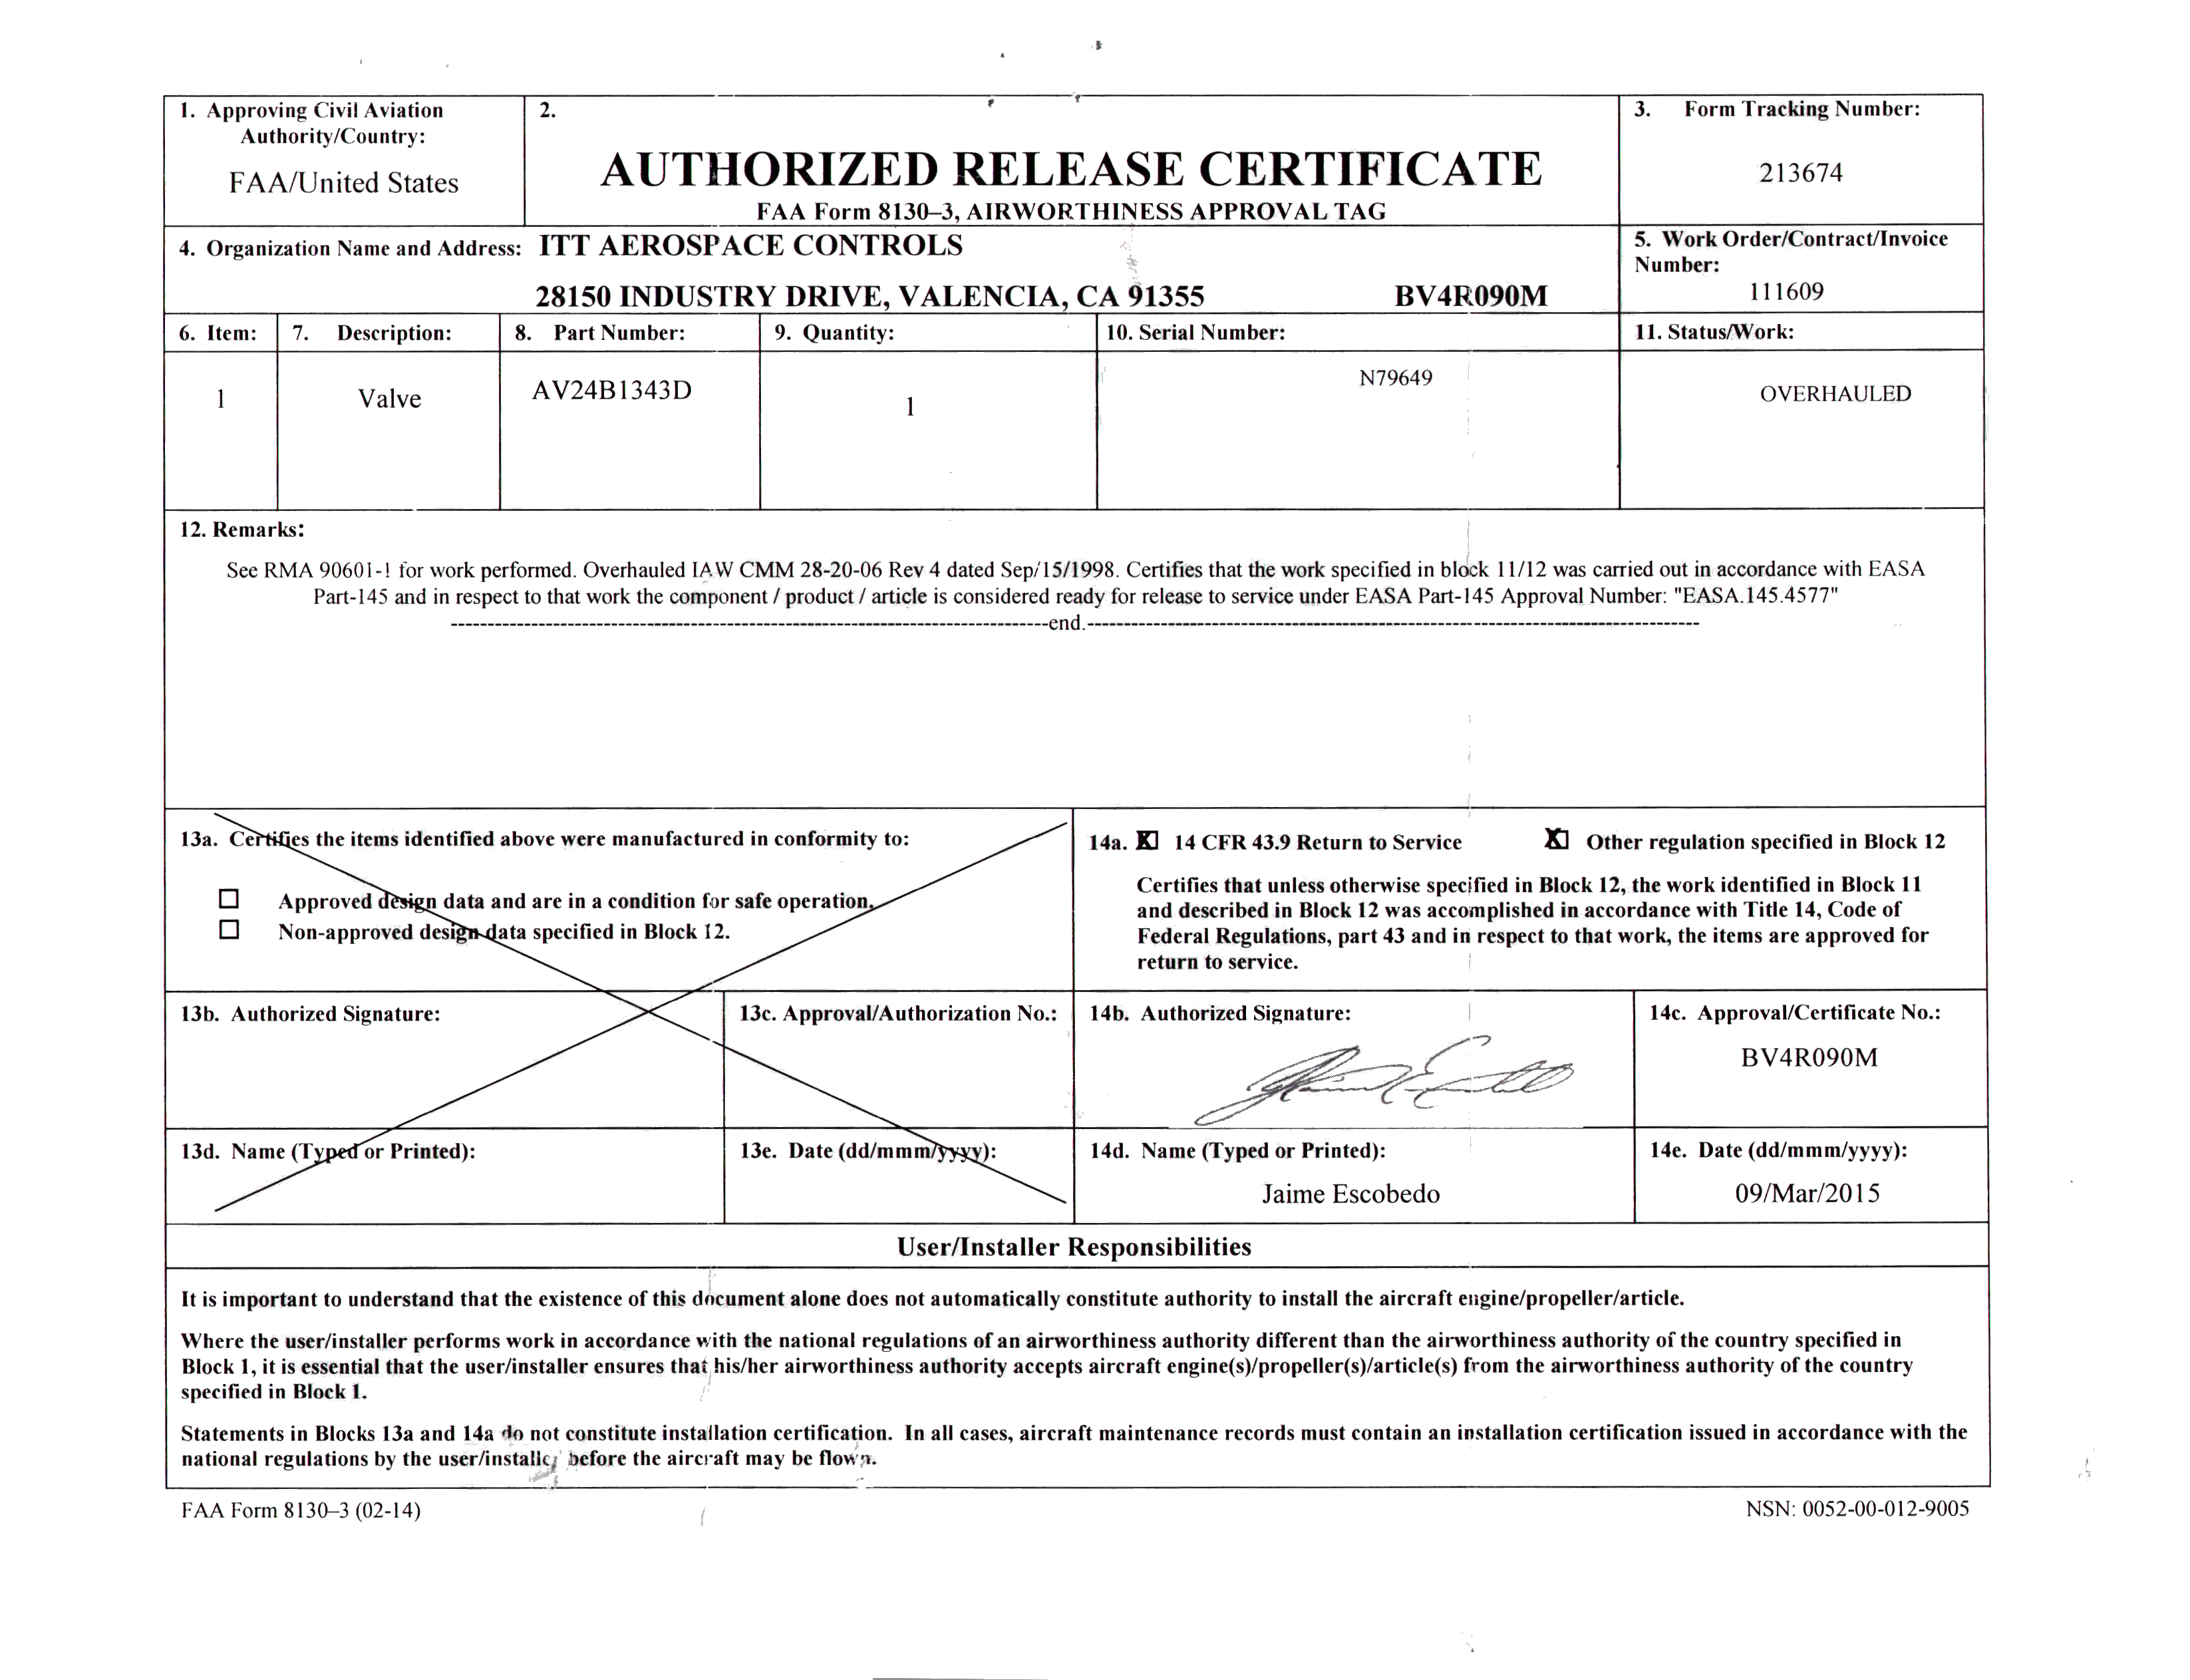 1. Approving Civil Aviation
Authority/Country:
FAA/United States
2.
AUTHORIZED RELEASE CERTIFICATE
FAA Form 8130–3, AIRWORTHINESS APPROVAL TAG
3. Form Tracking Number:
213674
4. Organization Name and Address: ITT AEROSPACE CONTROLS
28150 INDUSTRY DRIVE, VALENCIA, CA 91355 BV4R090M
5. Work Order/Contract/Invoice
Number:
111609
6. Item: 7. Description: 8. Part Number: 9. Quantity: 10. Serial Number: 11. Status/Work:
1 Valve AV24B1343D 1 N79649 OVERHAULED
12. Remarks:
See RMA 90601-1 for work performed. Overhauled IAW CMM 28-20-06 Rev 4 dated Sep/15/1998. Certifies that the work specified in block 11/12 was carried out in accordance with EASA
Part-145 and in respect to that work the component / product / article is considered ready for release to service under EASA Part-145 Approval Number: "EASA.145.4577"
--------------------end.--------------------
13a. Certifies the items identified above were manufactured in conformity to:
Approved design data and are in a condition for safe operation.
Non-approved design data specified in Block 12.
14a. 14 CFR 43.9 Return to Service Other regulation specified in Block 12
Certifies that unless otherwise specified in Block 12, the work identified in Block 11
and described in Block 12 was accomplished in accordance with Title 14, Code of
Federal Regulations, part 43 and in respect to that work, the items are approved for
return to service.
13b. Authorized Signature: 13c. Approval/Authorization No.: 14b. Authorized Signature: 14c. Approval/Certificate No.:
BV4R090M
13d. Name (Typed or Printed): 13e. Date (dd/mmm/yyyy): 14d. Name (Typed or Printed): 14e. Date (dd/mmm/yyyy):
Jaime Escobedo 09/Mar/2015
User/Installer Responsibilities
It is important to understand that the existence of this document alone does not automatically constitute authority to install the aircraft engine/propeller/article.
Where the user/installer performs work in accordance with the national regulations of an airworthiness authority different than the airworthiness authority of the country specified in
Block 1, it is essential that the user/installer ensures that his/her airworthiness authority accepts aircraft engine(s)/propeller(s)/article(s) from the airworthiness authority of the country
specified in Block 1.
Statements in Blocks 13a and 14a do not constitute installation certification. In all cases, aircraft maintenance records must contain an installation certification issued in accordance with the
national regulations by the user/installer before the aircraft may be flown.
FAA Form 8130–3 (02-14) NSN: 0052-00-012-9005